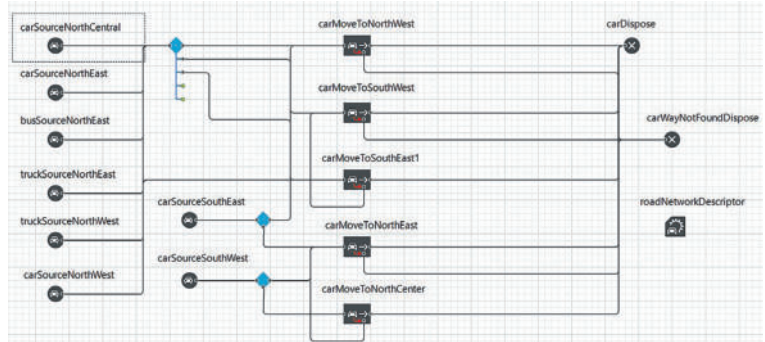 carSourceNorthCentral
carMoveToNorthWest
carDispose
carSourceNorthEast
carMoveToSouthWest
busSourceNorthEast
carWayNotFoundDispose
carMoveToSouthEast1
truckSourceNorthEast
carSourceSouthEast
roadNetworkDescriptor
truckSourceNorthWest
carMoveToNorthEast
carSourceSouthWest
carSourceNorthWest
carMoveToNorthCenter